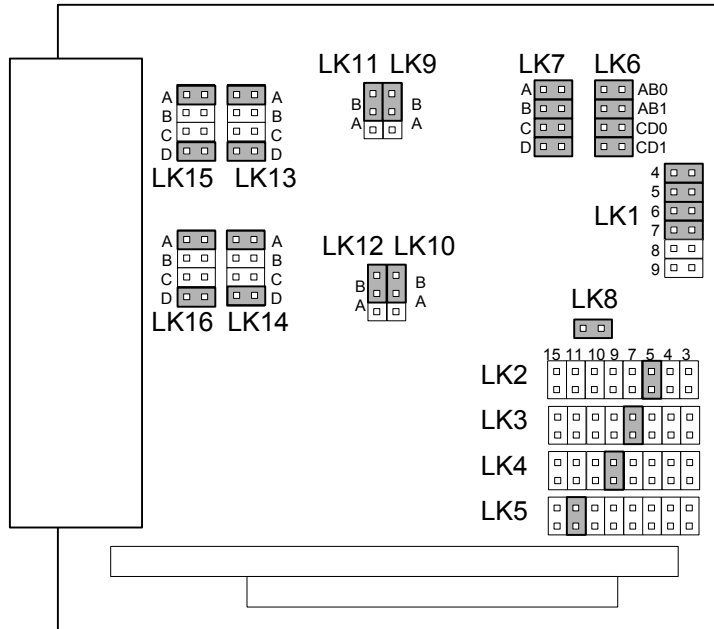 LK11 LK9 LK7 LK6
A A B B A A
A B C D
A B C D
LK15 LK13
A B C D
AB0 AB1 CD0 CD1
4 5 6 7 8 9
LK1
A B C D
A B C D
LK16 LK14
LK12 LK10
B B A A
LK8
15 11 10 9 7 5 4 3
LK2
LK3
LK4
LK5